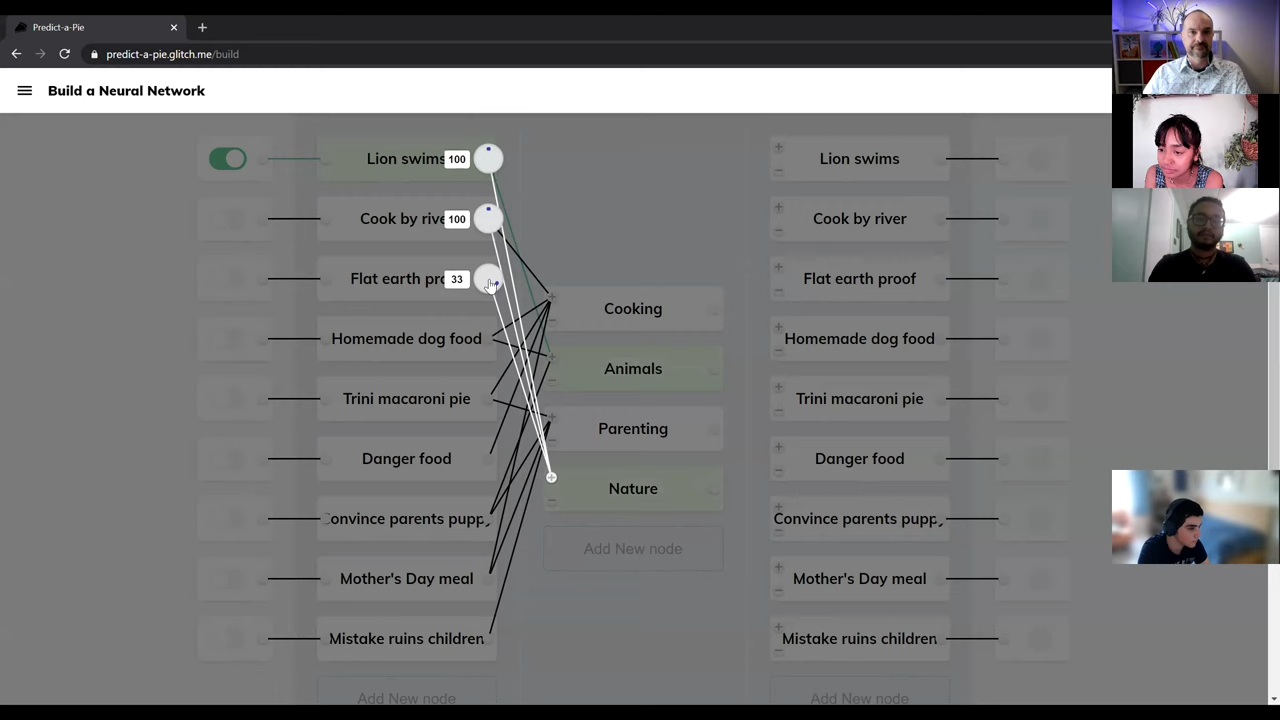 Predict-a-Pie
predict-a-pie.glitch.me/build
Build a Neural Network
Lion swims
100
Cook by rive
100
Flat earth pro
33
Homemade dog food
Trini macaroni pie
Danger food
Convince parents pupp
Mother's Day meal
Mistake ruins children
Add New node
Cooking
Animals
Parenting
Nature
Add New node
Lion swims
Cook by river
Flat earth proof
Homemade dog food
Trini macaroni pie
Danger food
Convince parents pupp
Mother's Day meal
Mistake ruins children
Add New node